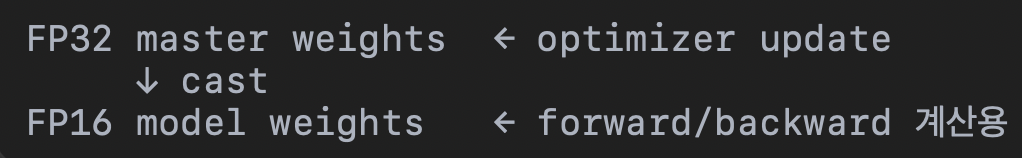 FP32 master weights ← optimizer update
↓ cast
FP16 model weights ← forward/backward 계산용